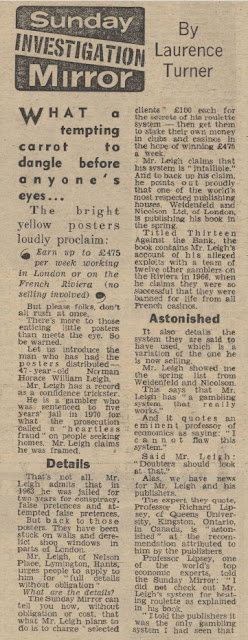 Sunday
INVESTIGATION
Mirror
By
Laurence
Turner
WHAT a
tempting
carrot to
dangle before
anyone's
eyes...
The bright
yellow posters
loudly proclaim:
Earn up to £475
per week working
in London or on the
French Riviera (no
selling involved)
But please folks, don't
all rush at once.
There's more to those
enticing little posters
than meets the eye. So
be warned.
Let us introduce the
man who has had the
posters distributed—
47-year-old Norman
Horace William Leigh.
Mr. Leigh has a record
as a confidence trickster.
He is a gambler who
was sentenced to five
years' jail in 1970 for
what the prosecution
called a "heartless
fraud" on people seeking
homes. Mr. Leigh claims
he was framed.
Details
That's not all. Mr.
Leigh admits that in
1963 he was jailed for
two years for conspiracy,
false pretences and at-
tempted false pretences.
But back to those
posters. They have been
stuck on walls and dere-
lict shop windows in
parts of London.
Mr. Leigh, of Nelson
Place, Lymington, Hants,
urges people to apply to
him for "full details
without obligation"
What are the details?
The Sunday Mirror can
tell you now, without
obligation or cost, that
what Mr. Leigh plans to
do is to charge "selected
clients" £100 each for
the secrets of his roulette
system — then get them
to stake their own money
in clubs and casinos in
the hope of winning £475
a week.
Mr. Leigh claims that
his system is "infallible."
And to back up his claim,
he points out proudly
that one of the world's
most respected publishing
houses, Weidenfeld and
Nicolson Ltd, of London,
is publishing his book in
the spring.
Titled Thirteen
Against the Bank, the
book contains Mr. Leigh's
account of his alleged
exploits with a team of
twelve other gamblers on
the Riviera in 1966, when
he claims they were so
successful that they were
banned for life from all
French casinos.
Astonished
It also details the
system they are said to
have used, which is a
variation of the one he
is now selling.
Mr. Leigh showed me
the spring list from
Weidenfeld and Nicolson.
This says that Mr.
Leigh has "a gambling
system that really
works."
And it quotes an
eminent professor of
economics as saying: "I
cannot flaw this
system."
Said Mr. Leigh:
"Doubters should look
at that."
Alas, we have news
for Mr. Leigh and his
publishers.
The expert they quote,
Professor Richard Lip-
sey, of Queens Univer-
sity, Kingston, Ontario,
in Canada, is "aston-
ished at the recom-
mendation attributed to
him by the publishers
Professor Lipsey, one
of the world's top
economic experts, told
the Sunday Mirror: "I
did not check out Mr.
Leigh's system for beat-
ing roulette as explained
in his book.
"I told the publishers
it was the only gambling
system I had seen that